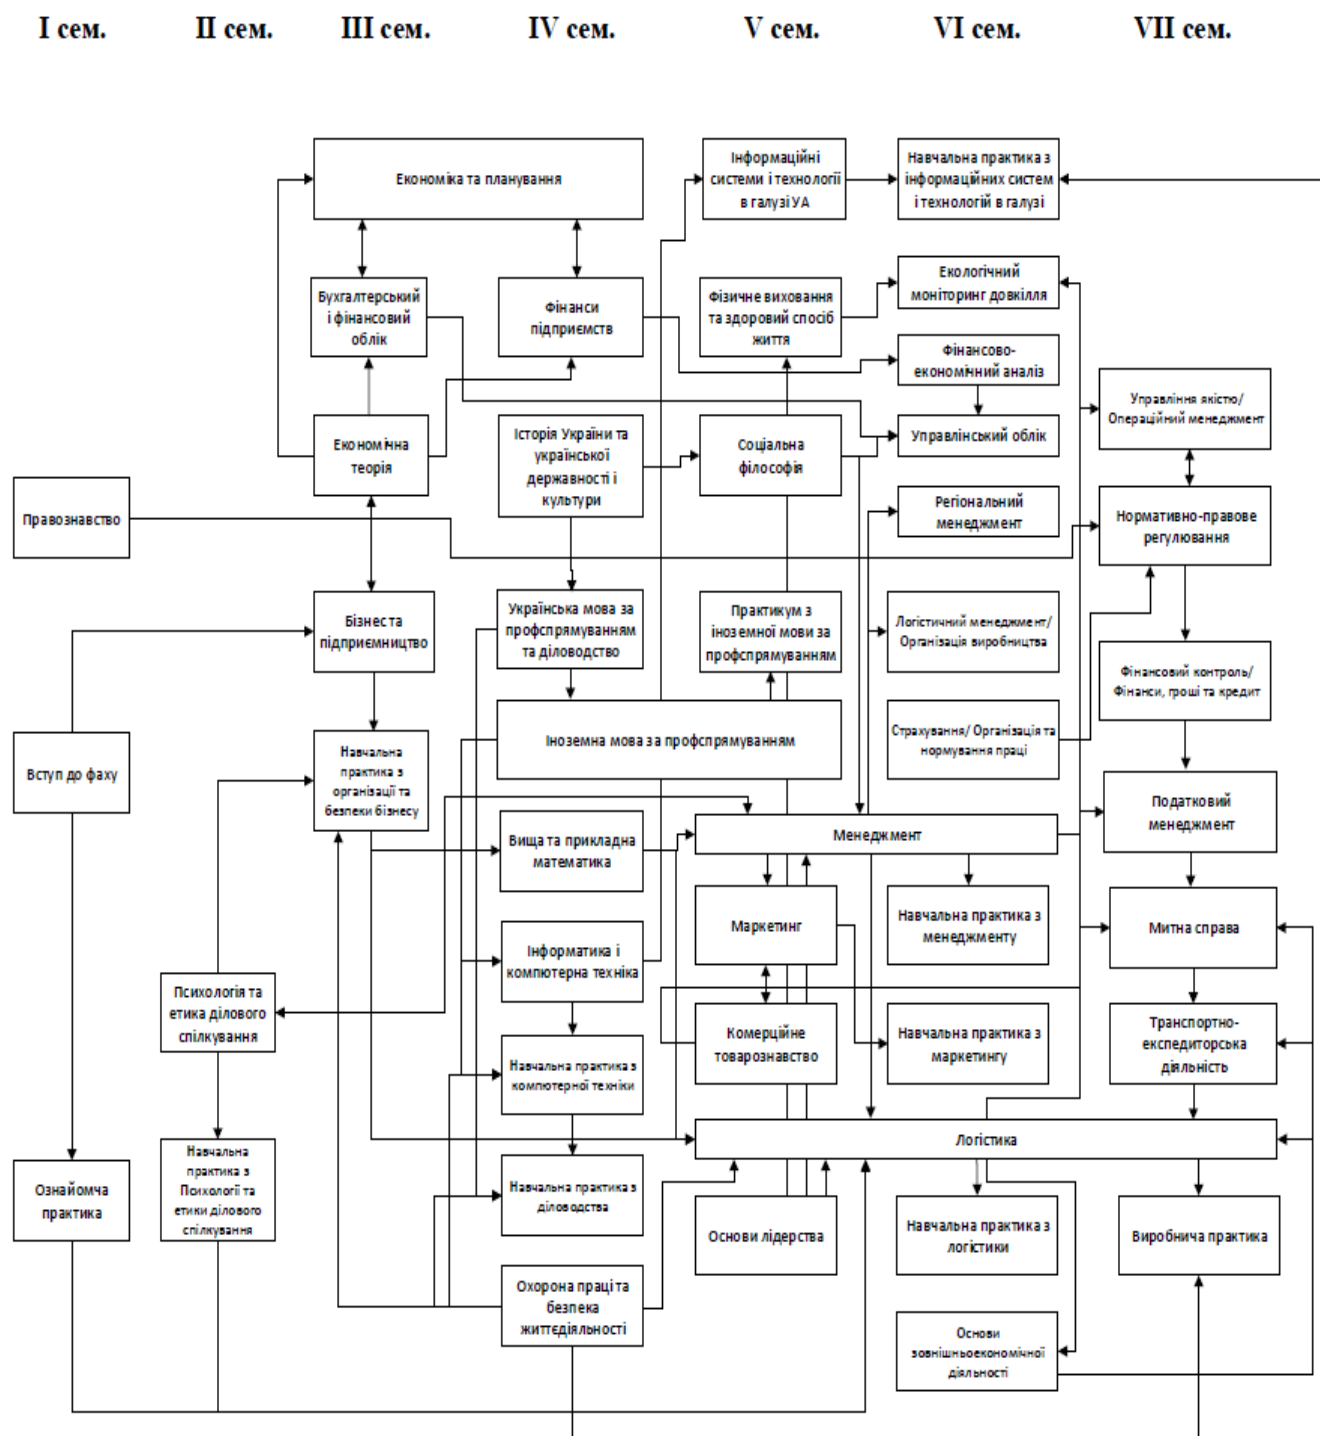 I сем. II сем. III сем. IV сем. V сем. VI сем. VII сем.
Економіка та планування
Інформаційні
системи і технології
в галузі УА
Навчальна практика з
інформаційних систем
і технологій в галузі
Бухгалтерський
і фінансовий
облік
Фінанси
підприємств
Фізичне виховання
та здоровий спосіб
життя
Екологічний
моніторинг довкілля
Фінансово-
економічний аналіз
Управління якістю/
Операційний менеджмент
Економічна
теорія
Історія України та
української
державності і
культури
Соціальна
філософія
Управлінський облік
Правознавство
Регіональний
менеджмент
Нормативно-правове
регулювання
Бізнес та
підприємництво
Українська мова за
профспрямуванням
та діловодство
Практикум з
іноземної мови за
профспрямуванням
Логістичний менеджмент/
Організація виробництва
Фінансовий контроль/
Фінанси, гроші та кредит
Вступ до фаху
Навчальна
практика з
організації та
безпеки бізнесу
Іноземна мова за профспрямуванням
Страхування/ Організація та
нормування праці
Податковий
менеджмент
Вища та прикладна
математика
Менеджмент
Маркетинг
Навчальна практика з
менеджменту
Митна справа
Психологія та
етика ділового
спілкування
Інформатика і
компютерна техніка
Комерційне
товарознавство
Навчальна практика з
маркетингу
Транспортно-
експедиторська
діяльність
Навчальна практика з
компютерної техніки
Логістика
Ознайомча
практика
Навчальна
практика з
Психології та
етики ділового
спілкування
Навчальна практика з
діловодства
Основи лідерства
Навчальна практика з
логістики
Виробнича практика
Охорона праці та
безпека
життєдіяльності
Основи
зовнішньоекономічної
діяльності